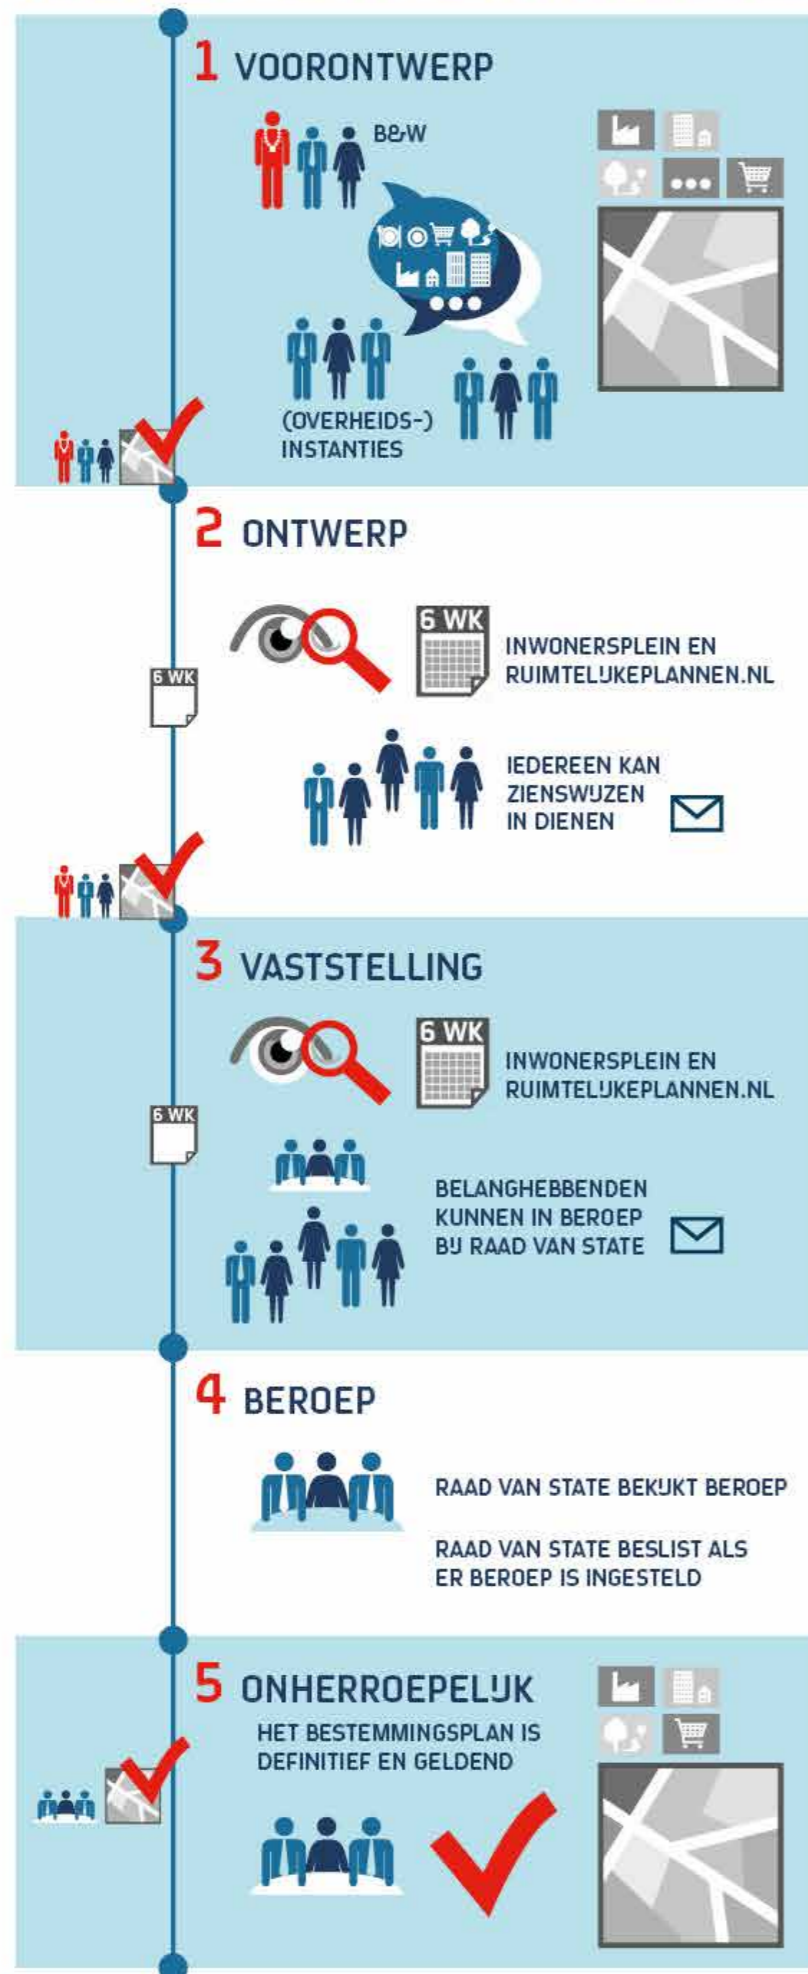 1 VOORONTWERP
B&W
(OVERHEIDS-)
INSTANTIES
2 ONTWERP
6 WK
INWONERSPLEIN EN
RUIMTELIJKEPLANNEN.NL
6 WK
IEDEREEN KAN
ZIENSWIJZEN
IN DIENEN
3 VASTSTELLING
6 WK
INWONERSPLEIN EN
RUIMTELIJKEPLANNEN.NL
6 WK
BELANGHEBBENDEN
KUNNEN IN BEROEP
BIJ RAAD VAN STATE
4 BEROEP
RAAD VAN STATE BEKIJKT BEROEP
RAAD VAN STATE BESLIST ALS
ER BEROEP IS INGESTELD
5 ONHERROEPELIJK
HET BESTEMMINGSPLAN IS
DEFINITIEF EN GELDEND